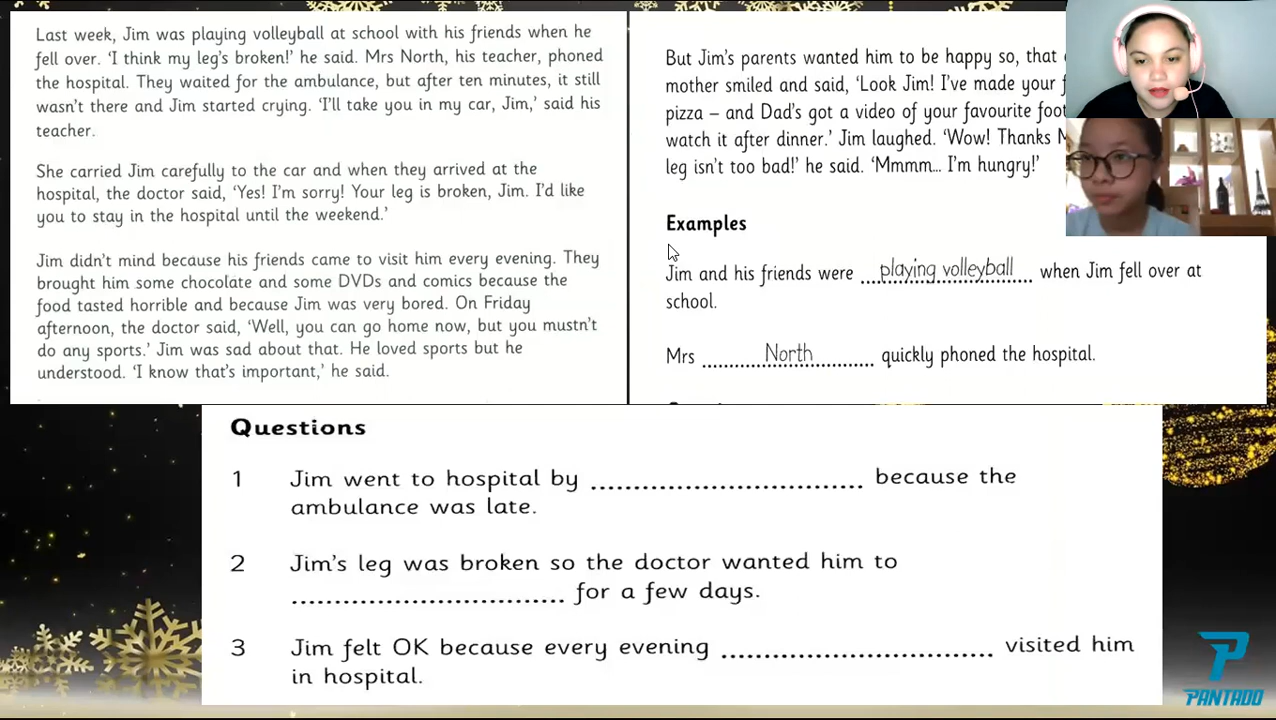 Last week, Jim was playing volleyball at school with his friends when he
fell over. 'I think my leg's broken!' he said. Mrs North, his teacher, phoned
the hospital. They waited for the ambulance, but after ten minutes, it still
wasn't there and Jim started crying. 'I'll take you in my car, Jim,' said his
teacher.
She carried Jim carefully to the car and when they arrived at the
hospital, the doctor said, 'Yes! I'm sorry! Your leg is broken, Jim. I'd like
you to stay in the hospital until the weekend.'
Jim didn't mind because his friends came to visit him every evening. They
brought him some chocolate and some DVDs and comics because the
food tasted horrible and because Jim was very bored. On Friday
afternoon, the doctor said, 'Well, you can go home now, but you mustn't
do any sports.' Jim was sad about that. He loved sports but he
understood. 'I know that's important,' he said.
But Jim's parents wanted him to be happy so, that
mother smiled and said, 'Look Jim! I've made your
pizza – and Dad's got a video of your favourite foot
watch it after dinner.' Jim laughed. 'Wow! Thanks M
leg isn't too bad!' he said. 'Mmmm... I'm hungry!'
Examples
Jim and his friends were playing volleyball when Jim fell over at
school.
Mrs North quickly phoned the hospital.
Questions
1 Jim went to hospital by ........................ because the
ambulance was late.
2 Jim's leg was broken so the doctor wanted him to
........................ for a few days.
3 Jim felt OK because every evening ........................ visited him
in hospital.
PANTADO